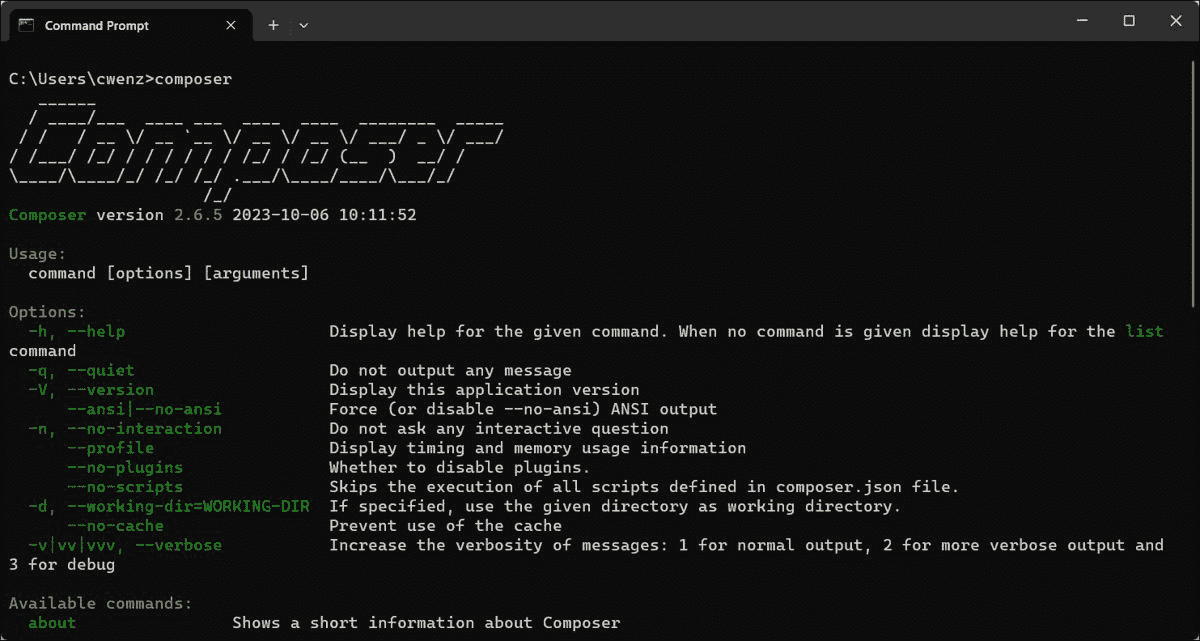 Command Prompt
C:\Users\cwenz>composer
   ______
  / ____/___  ____ ___  ____  ____  ________  _____
 / /   / __ \/ __ `__ \/ __ \/ __ \/ ___/ _ \/ ___/
/ /___/ /_/ / / / / / / /_/ / /_/ (__  )  __/ /
\____/\____/_/ /_/ /_/ .___/\____/____/\___/_/
                    /_/
Composer version 2.6.5 2023-10-06 10:11:52
Usage:
  command [options] [arguments]
Options:
  -h, --help                     Display help for the given command. When no command is given display help for the list
command
  -q, --quiet                    Do not output any message
  -V, --version                  Display this application version
      --ansi|--no-ansi           Force (or disable --no-ansi) ANSI output
  -n, --no-interaction           Do not ask any interactive question
      --profile                  Display timing and memory usage information
      --no-plugins               Whether to disable plugins.
      --no-scripts               Skips the execution of all scripts defined in composer.json file.
  -d, --working-dir=WORKING-DIR  If specified, use the given directory as working directory.
      --no-cache                 Prevent use of the cache
  -v|vv|vvv, --verbose           Increase the verbosity of messages: 1 for normal output, 2 for more verbose output and
3 for debug
Available commands:
  about                Shows a short information about Composer